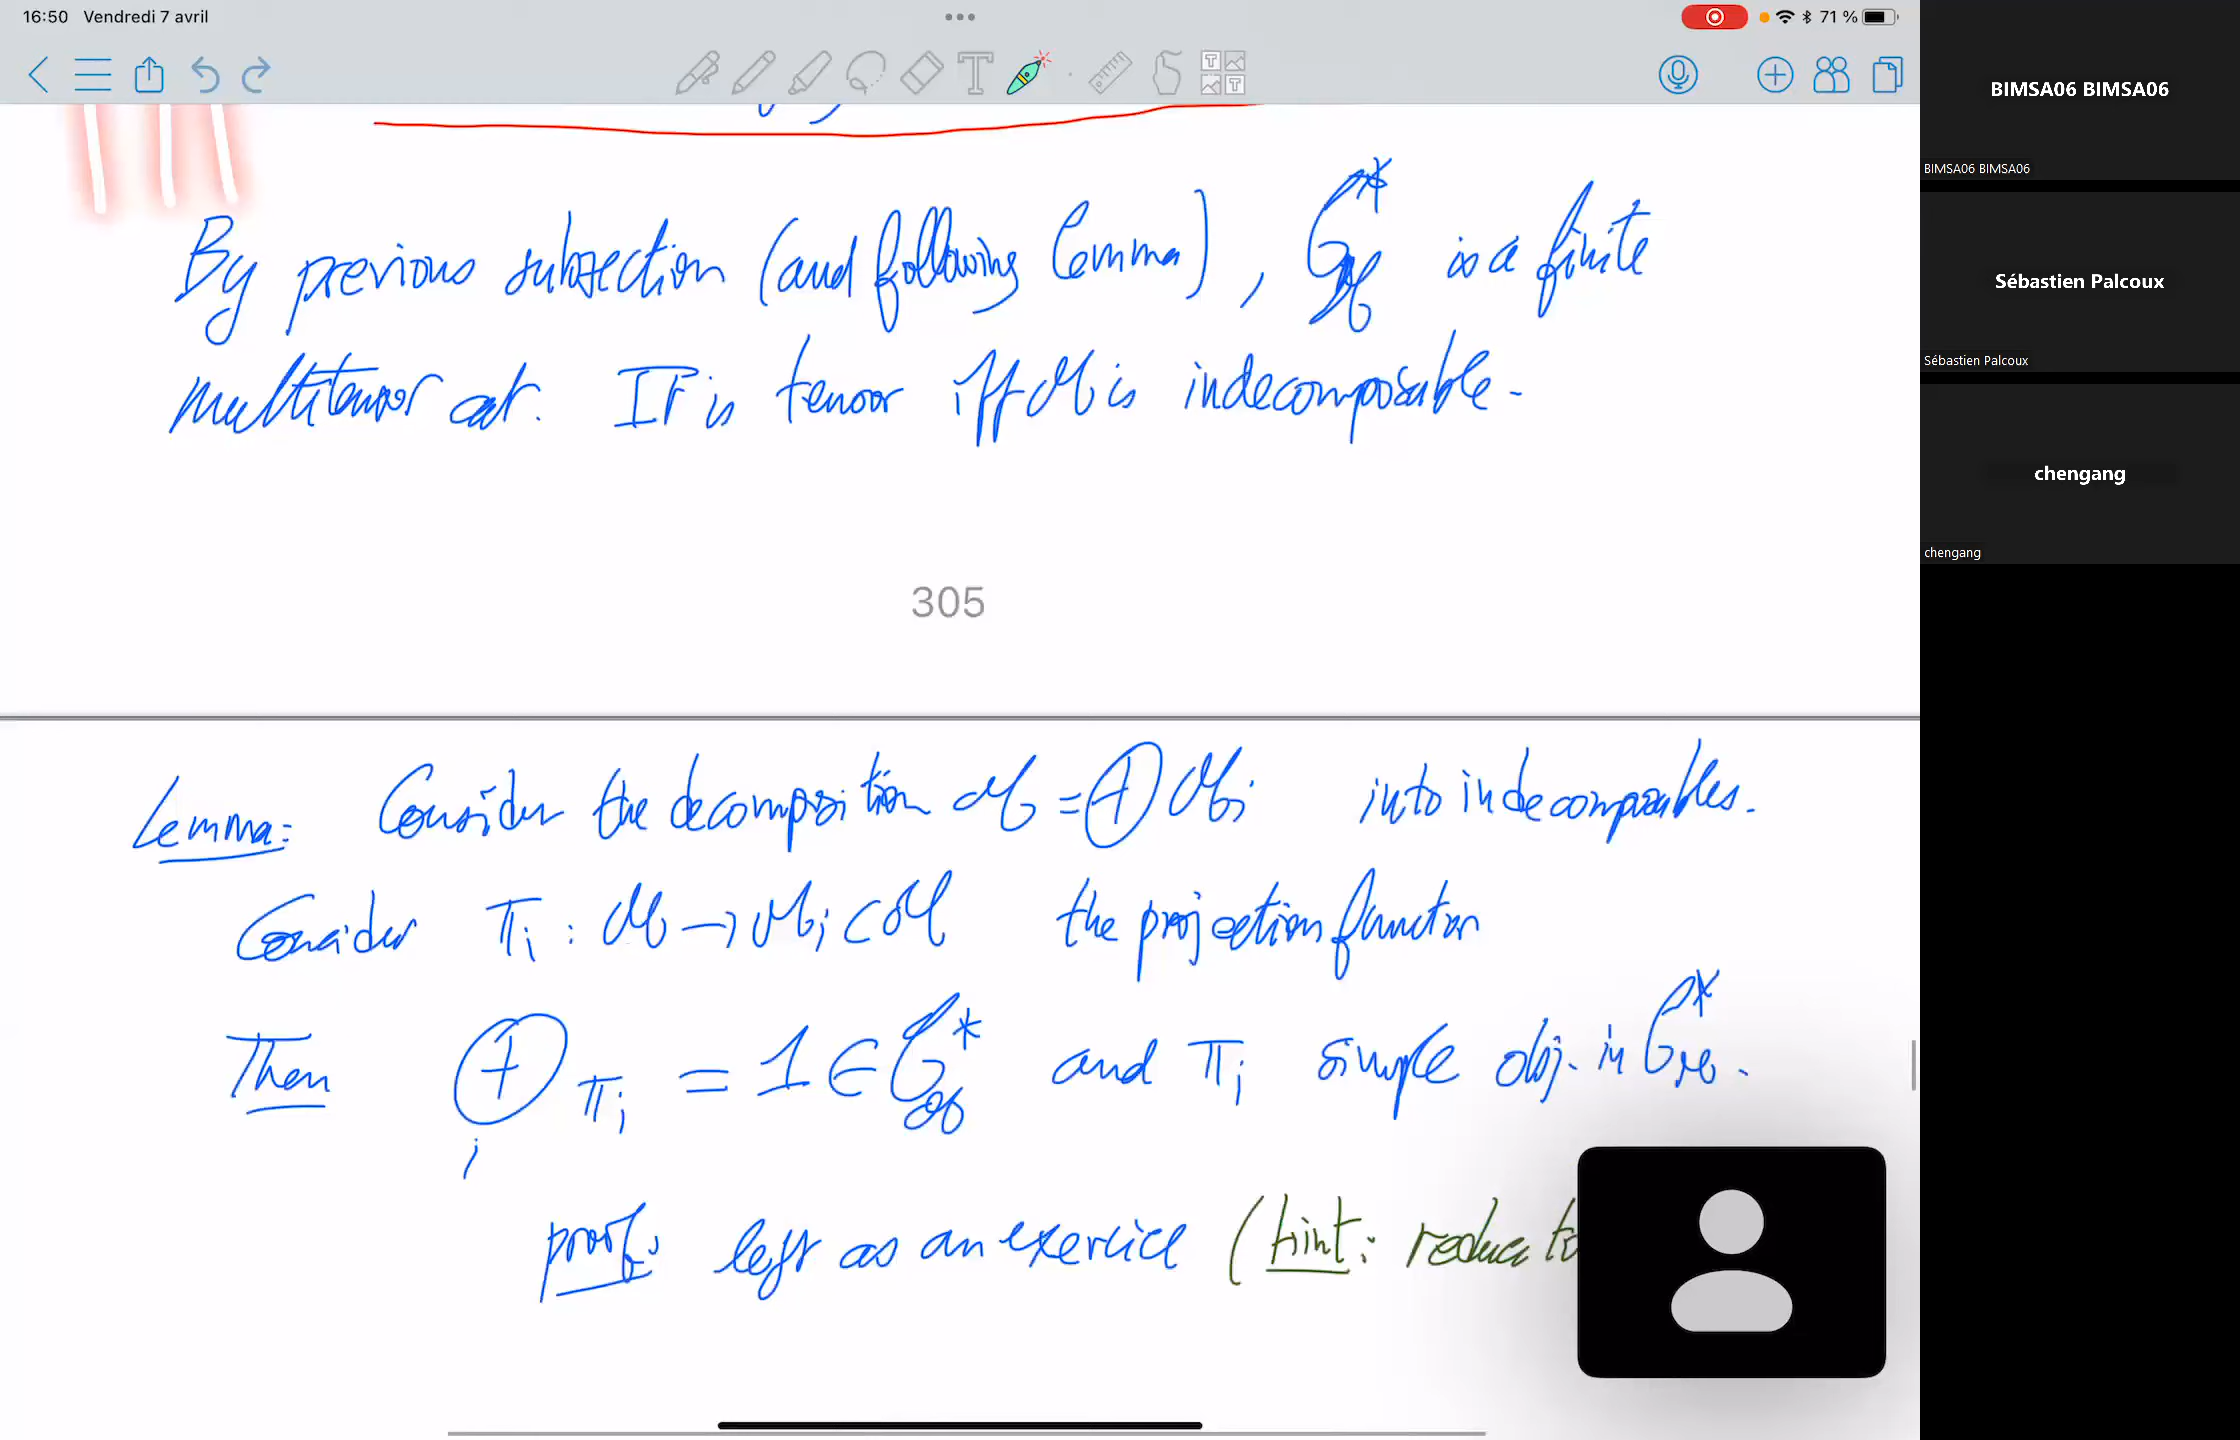 16:50 Vendredi 7 avril
71 %
By previous subsection (and following lemma), 𝒞*_ℳ is a finite
multitensor cat. It is tensor iff ℳ is indecomposable.
305
Lemma: Consider the decomposition ℳ = ⊕ ℳ_i into indecomposables.
Consider π_i : ℳ → ℳ_i ⊂ ℳ the projection functor
Then ⊕_i π_i = 1 ∈ 𝒞*_ℳ and π_i simple obj. in 𝒞*_ℳ.
proof: left as an exercice (hint: reduce to
BIMSA06 BIMSA06
BIMSA06 BIMSA06
Sébastien Palcoux
Sébastien Palcoux
chengang
chengang